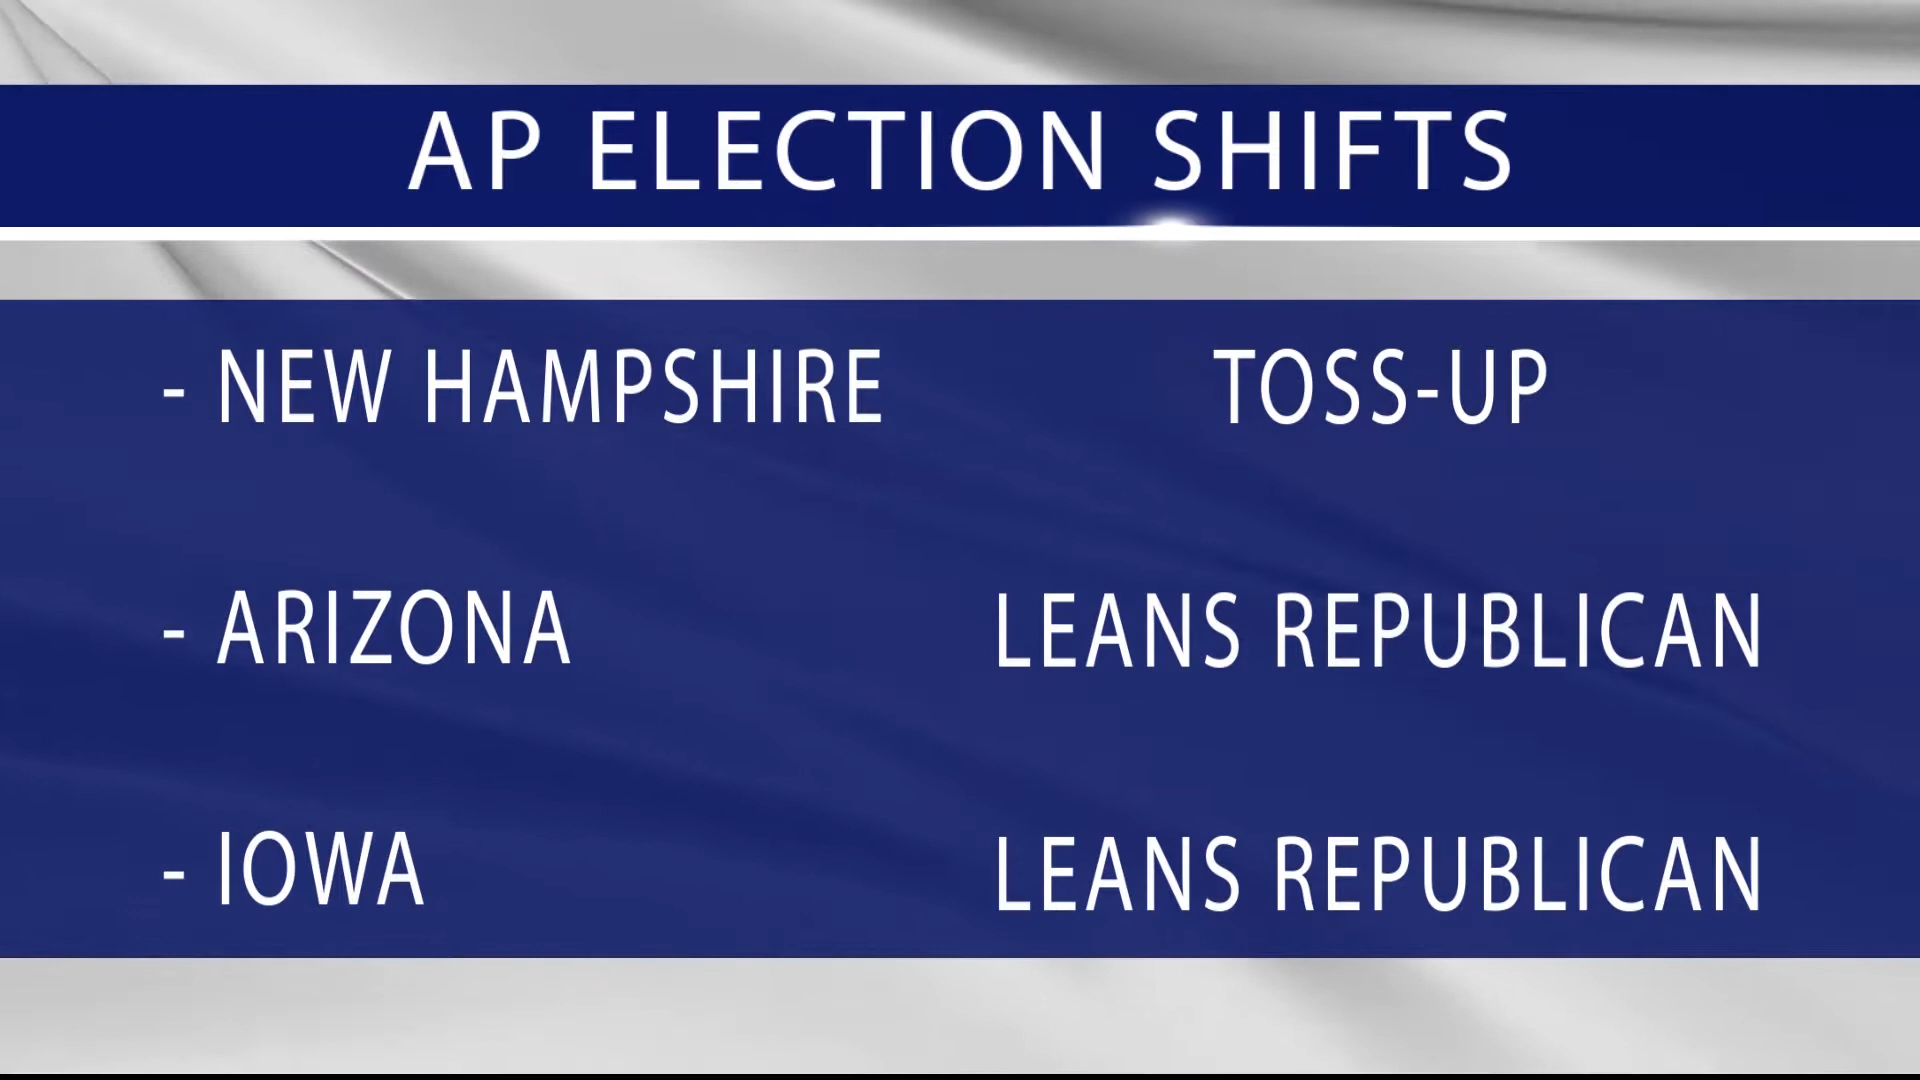 AP ELECTION SHIFTS
- NEW HAMPSHIRE TOSS-UP
- ARIZONA LEANS REPUBLICAN
- IOWA LEANS REPUBLICAN